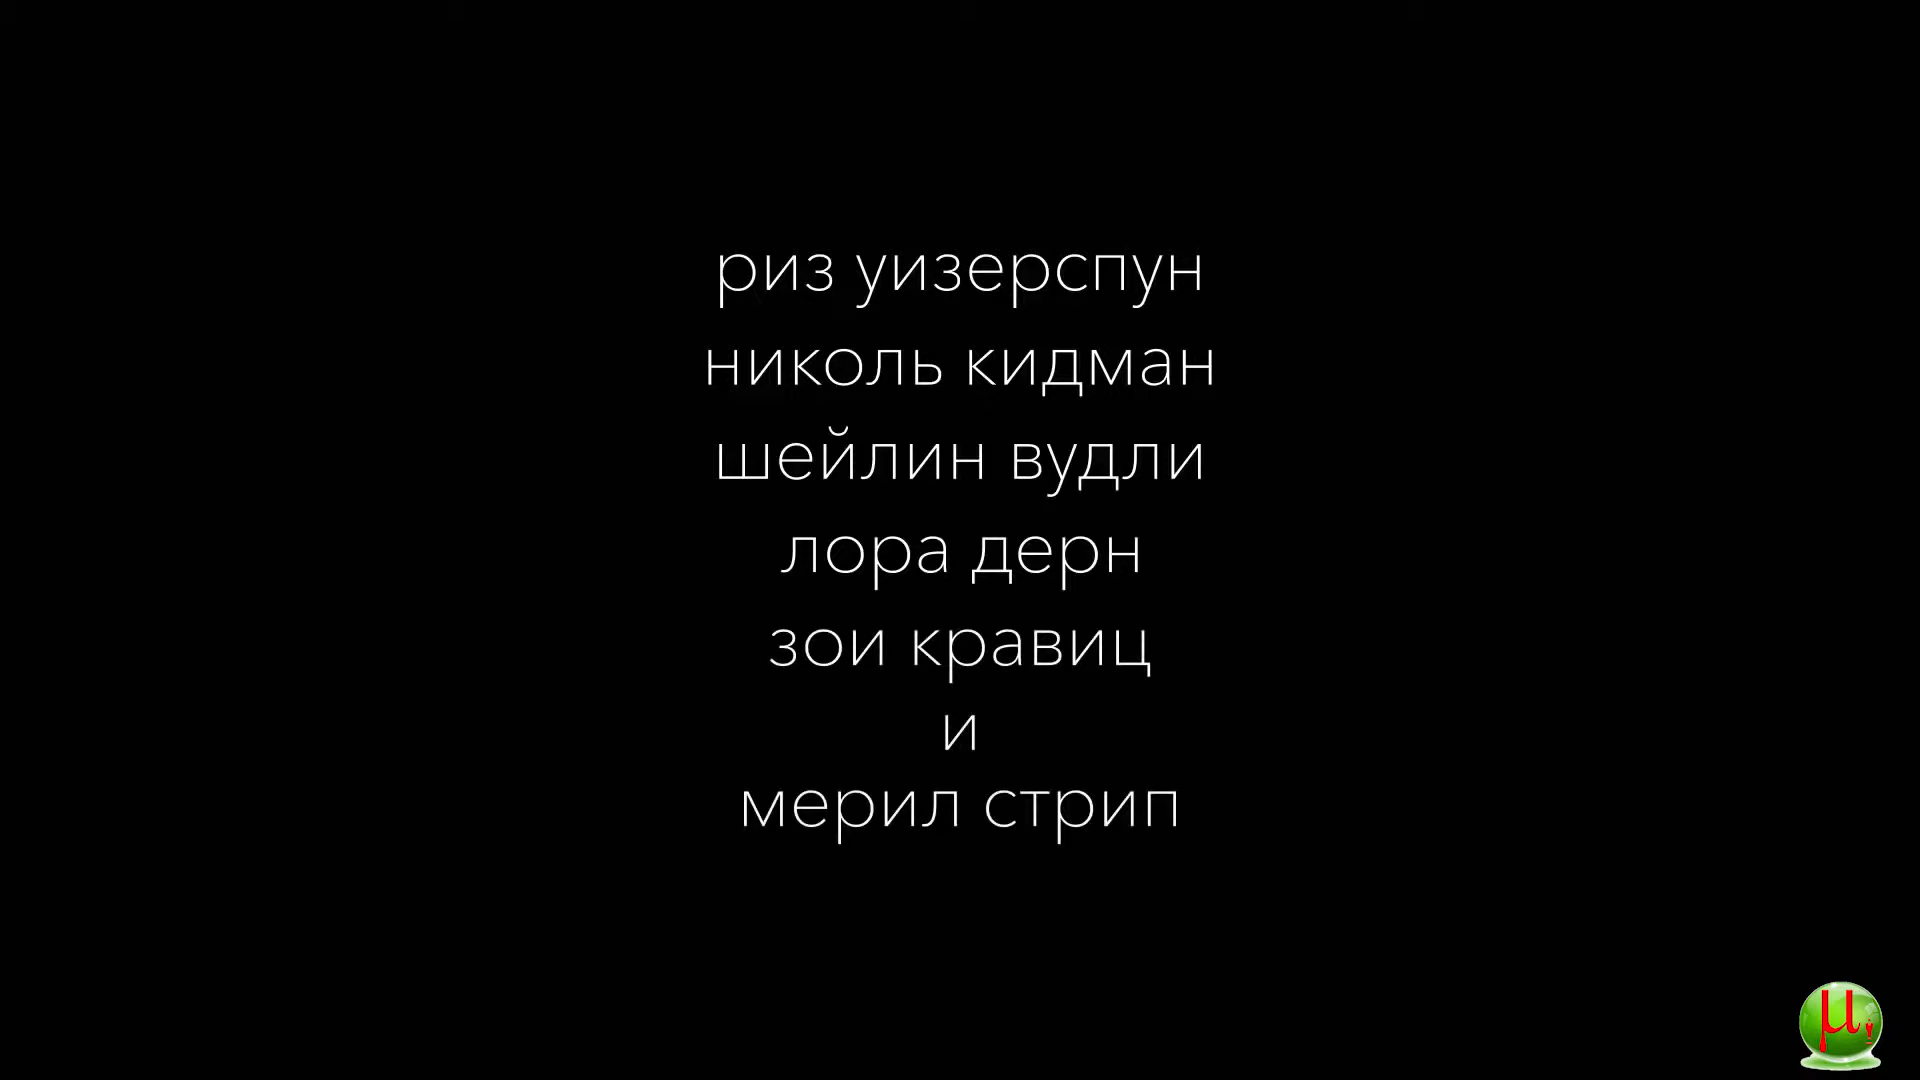 риз уизерспун
николь кидман
шейлин вудли
лора дерн
зои кравиц
и
мерил стрип
µ